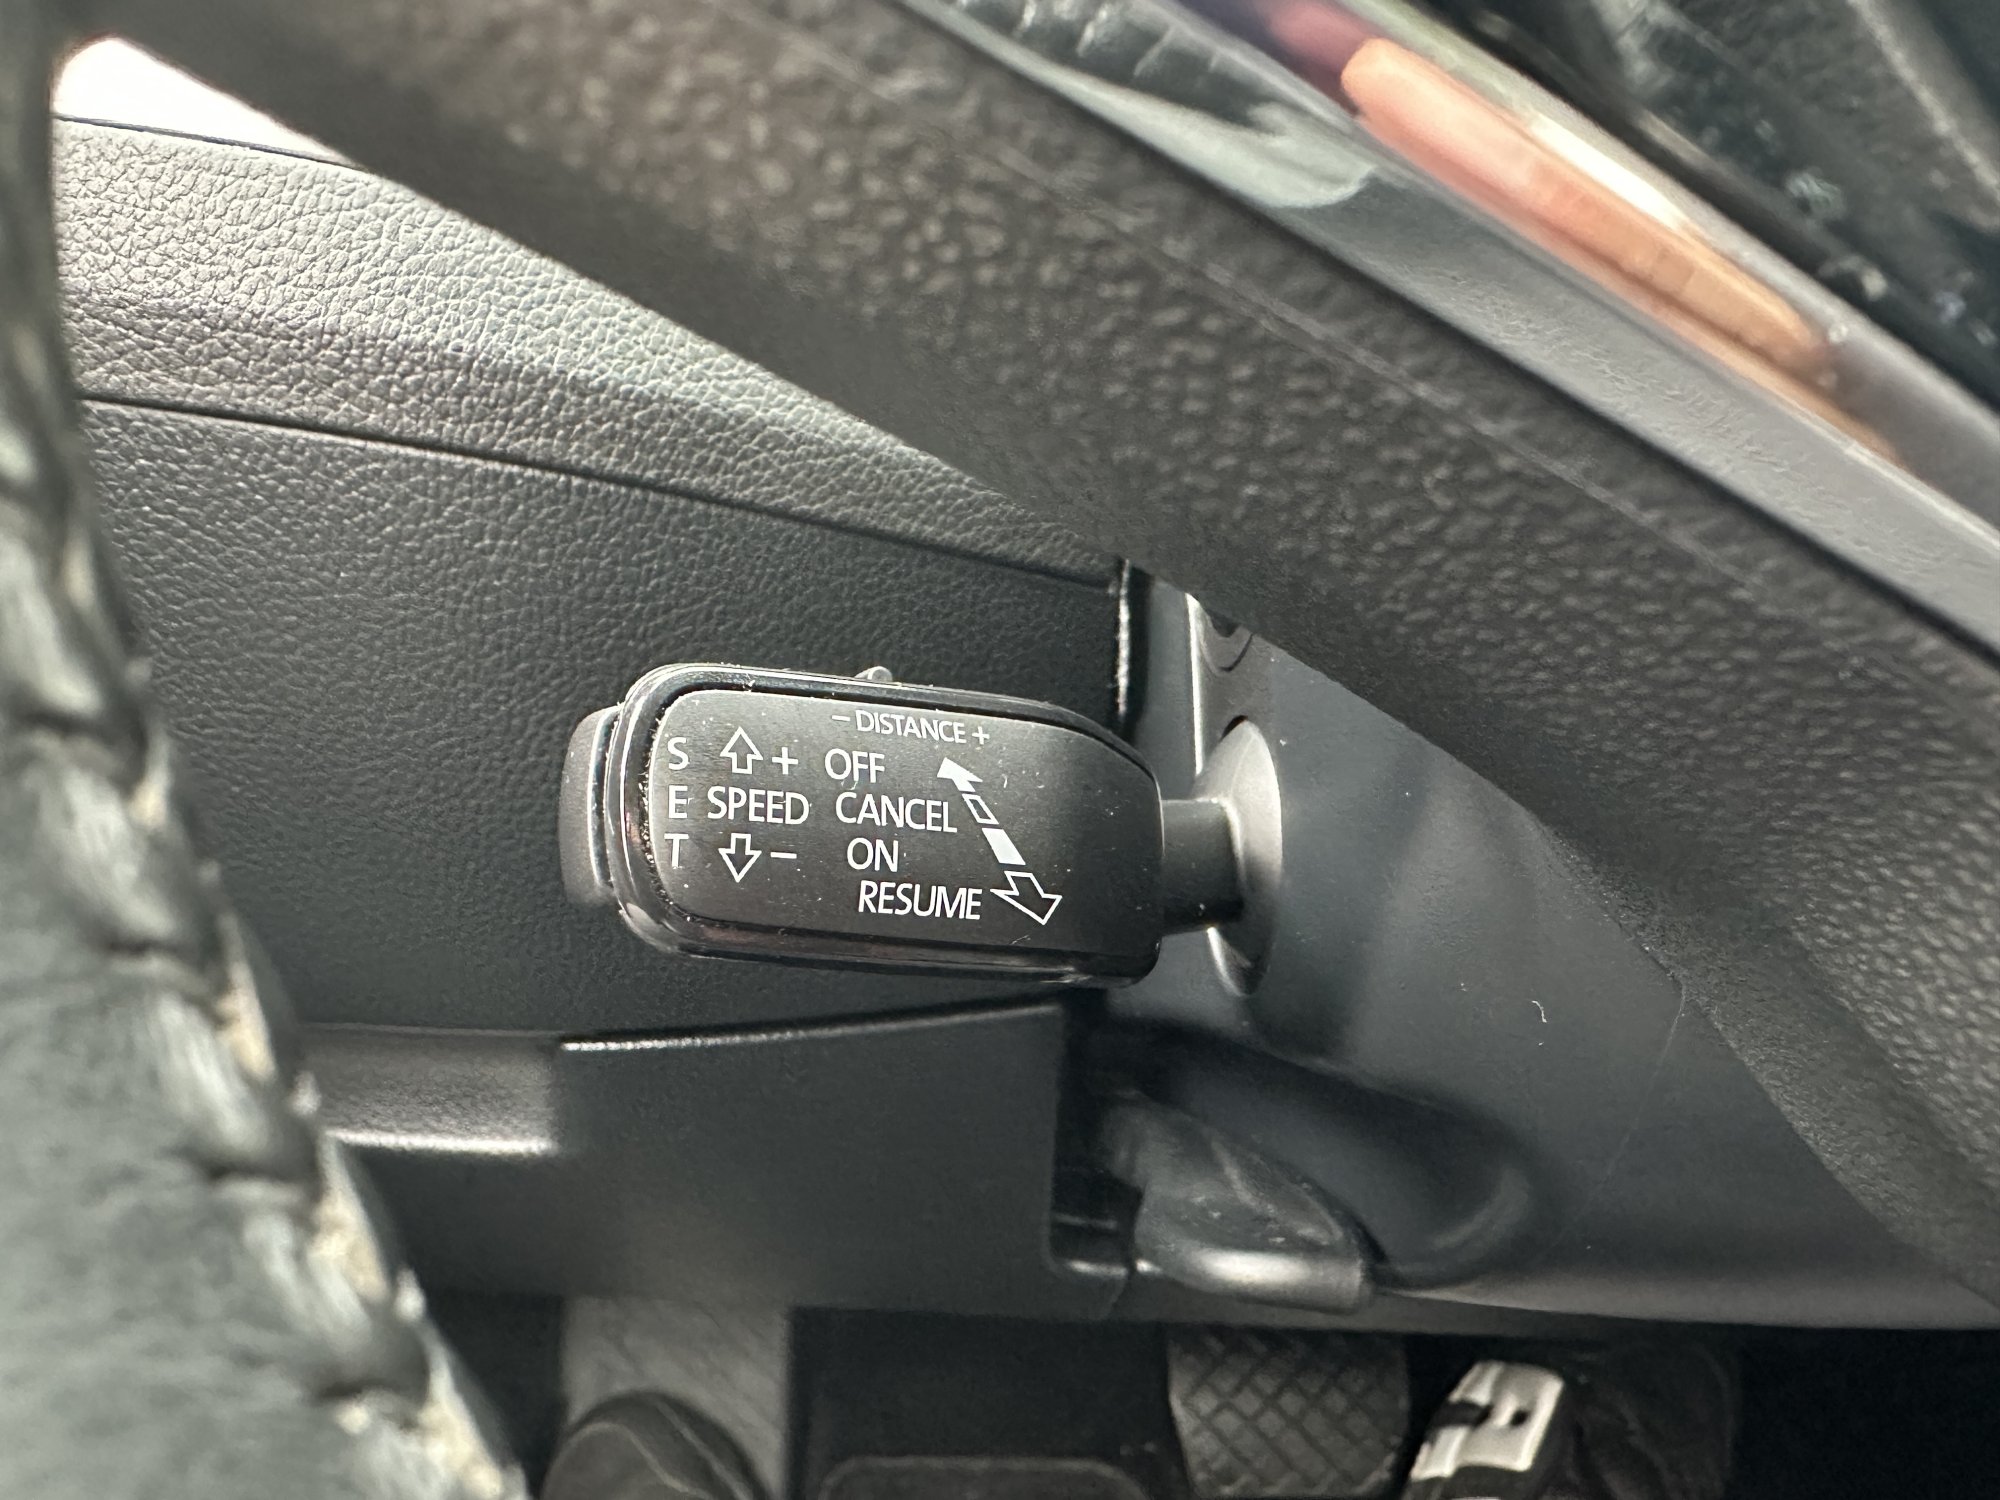 – DISTANCE +
S + OFF
E SPEED CANCEL
T – ON
RESUME